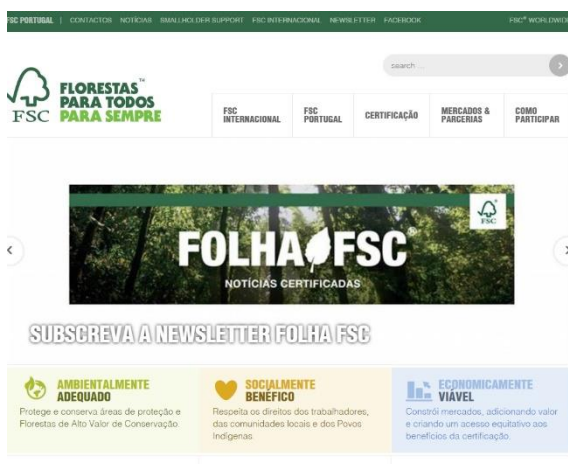 FSC PORTUGAL | CONTACTOS NOTÍCIAS SMALLHOLDER SUPPORT FSC INTERNACIONAL NEWSLETTER FACEBOOK FSC® WORLDWIDE
search ...
FLORESTAS™
PARA TODOS
PARA SEMPRE
FSC
FSC INTERNACIONAL
FSC PORTUGAL
CERTIFICAÇÃO
MERCADOS & PARCERIAS
COMO PARTICIPAR
FSC
FOLHA FSC®
NOTÍCIAS CERTIFICADAS
SUBSCREVA A NEWSLETTER FOLHA FSC
AMBIENTALMENTE
ADEQUADO
Protege e conserva áreas de proteção e
Florestas de Alto Valor de Conservação
SOCIALMENTE
BENÉFICO
Respeita os direitos dos trabalhadores,
das comunidades locais e dos Povos
Indígenas
ECONOMICAMENTE
VIÁVEL
Constrói mercados, adicionando valor
e criando um acesso equitativo aos
benefícios da certificação.